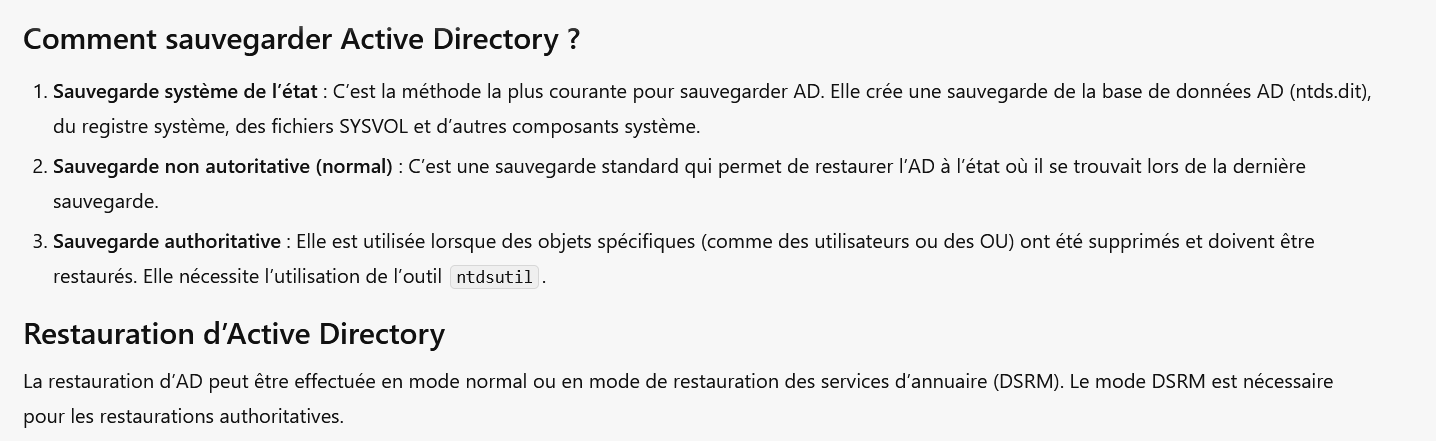 Comment sauvegarder Active Directory ?
1. Sauvegarde système de l’état : C’est la méthode la plus courante pour sauvegarder AD. Elle crée une sauvegarde de la base de données AD (ntds.dit),
du registre système, des fichiers SYSVOL et d’autres composants système.
2. Sauvegarde non autoritative (normal) : C’est une sauvegarde standard qui permet de restaurer l’AD à l’état où il se trouvait lors de la dernière
sauvegarde.
3. Sauvegarde authoritative : Elle est utilisée lorsque des objets spécifiques (comme des utilisateurs ou des OU) ont été supprimés et doivent être
restaurés. Elle nécessite l’utilisation de l’outil ntdsutil.
Restauration d’Active Directory
La restauration d’AD peut être effectuée en mode normal ou en mode de restauration des services d’annuaire (DSRM). Le mode DSRM est nécessaire
pour les restaurations authoritatives.